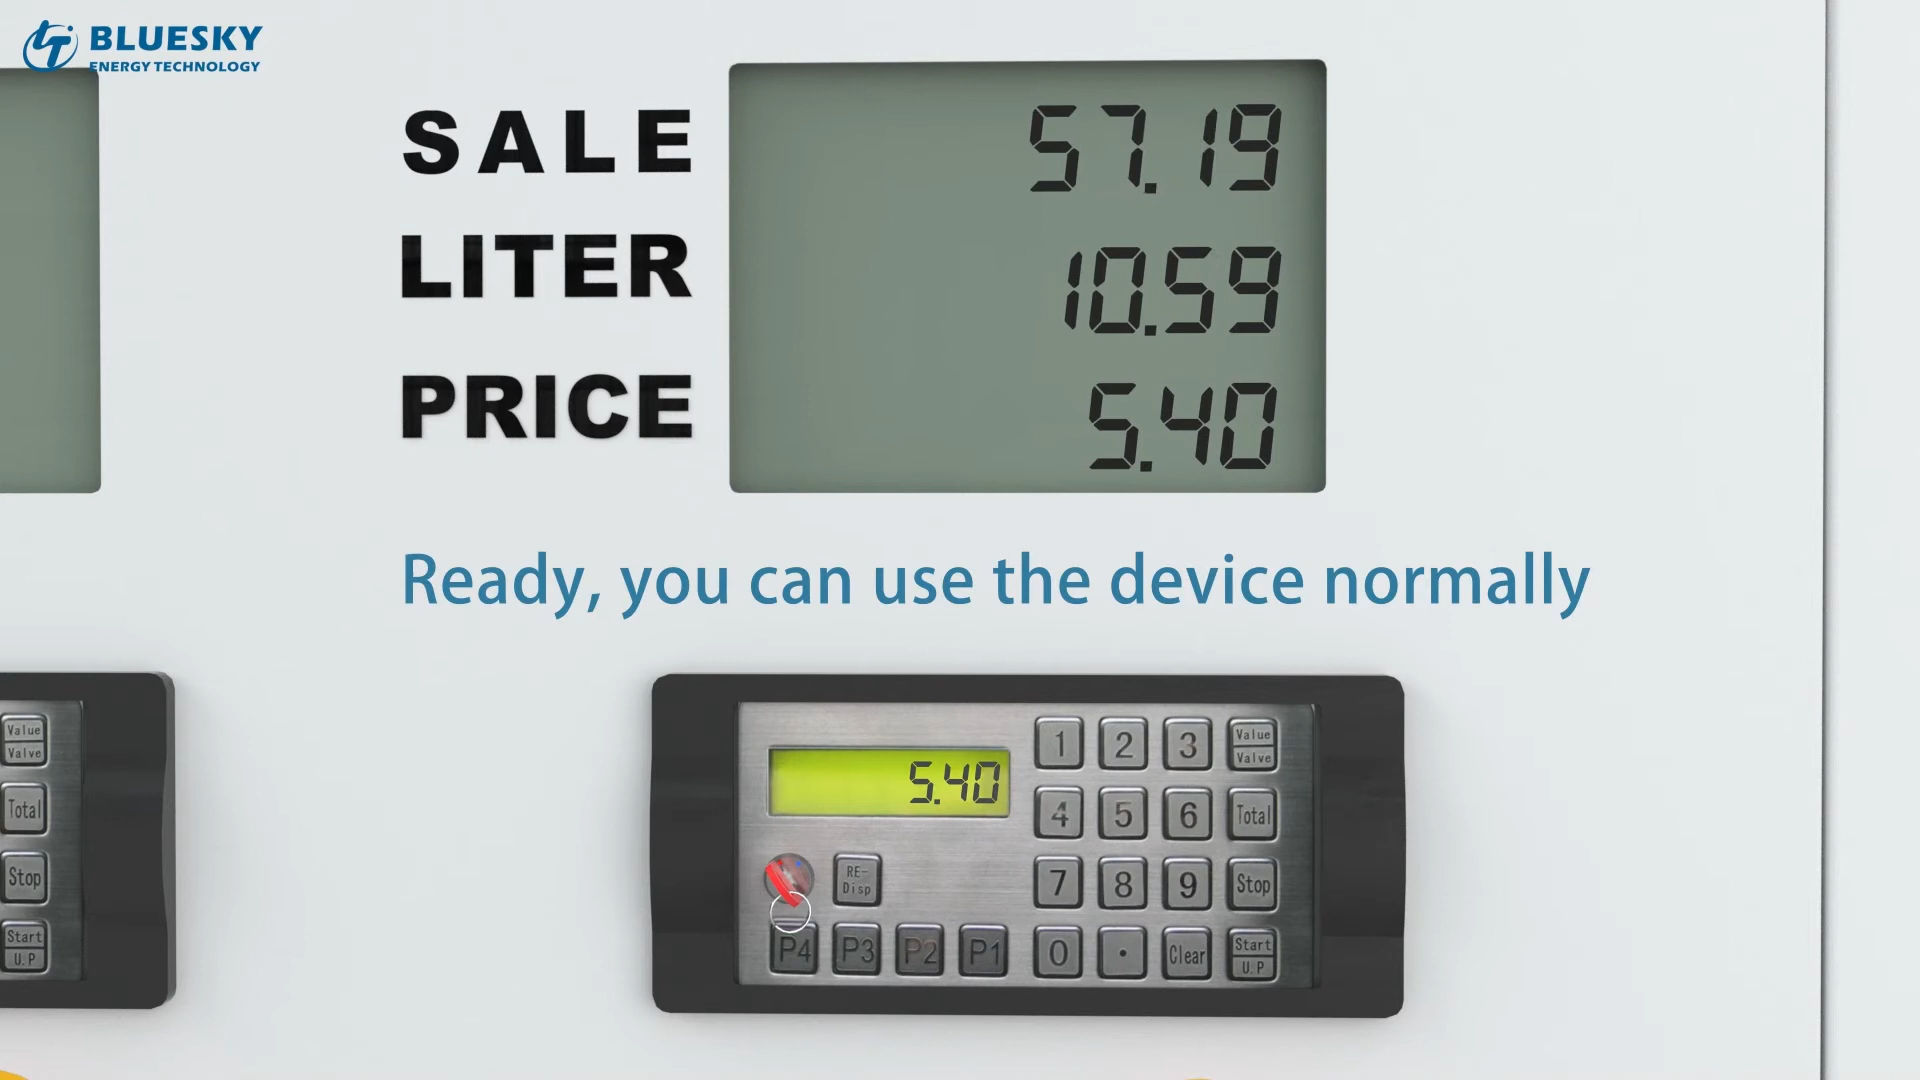 BLUESKY
ENERGY TECHNOLOGY
SALE 57.19
LITER 10.59
PRICE 5.40
Ready, you can use the device normally
Value
Valve
Total
Stop
Start
U.P
5.40
1 2 3 Value
Valve
4 5 6 Total
RE-
Disp
7 8 9 Stop
P4 P3 P2 P1 0 . Clear Start
U.P